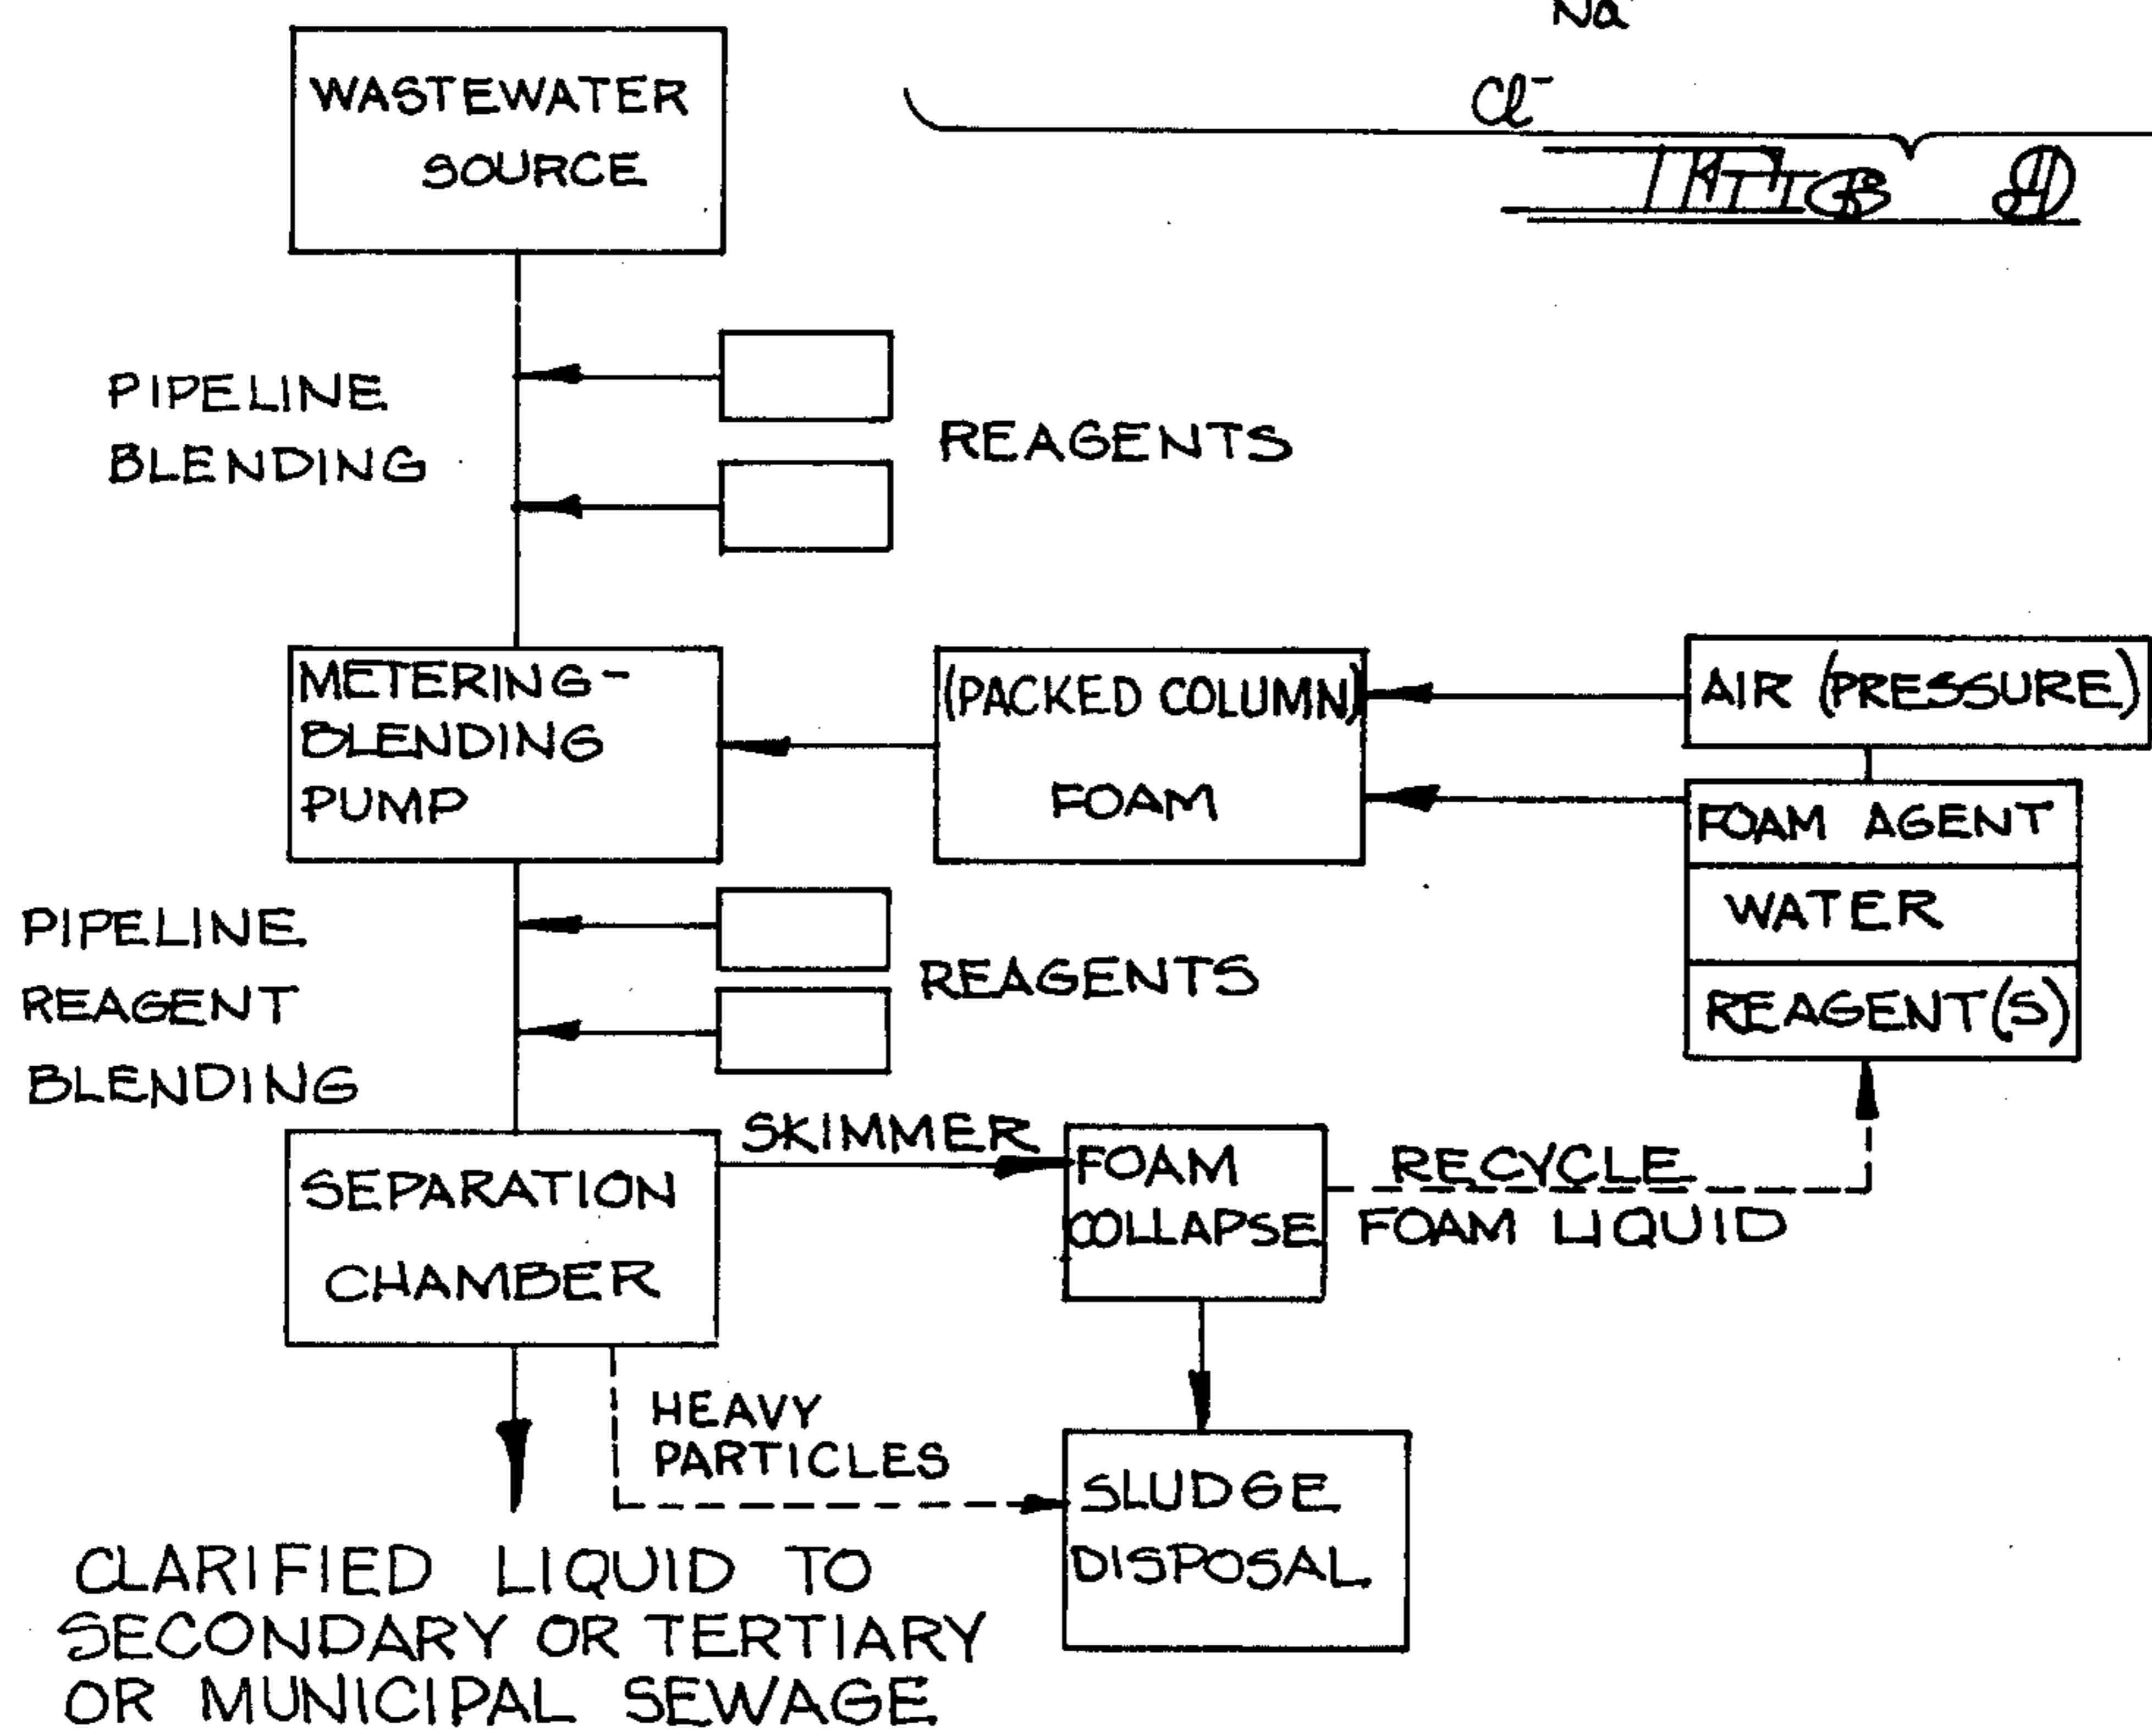 Na
Cl⁻
WASTEWATER
SOURCE
PIPELINE
BLENDING
REAGENTS
METERING-
BLENDING
PUMP
(PACKED COLUMN)
FOAM
AIR (PRESSURE)
FOAM AGENT
WATER
REAGENT(S)
PIPELINE
REAGENT
BLENDING
REAGENTS
SEPARATION
CHAMBER
SKIMMER
FOAM
COLLAPSE
RECYCLE
FOAM LIQUID
HEAVY
PARTICLES
SLUDGE
DISPOSAL
CLARIFIED LIQUID TO
SECONDARY OR TERTIARY
OR MUNICIPAL SEWAGE